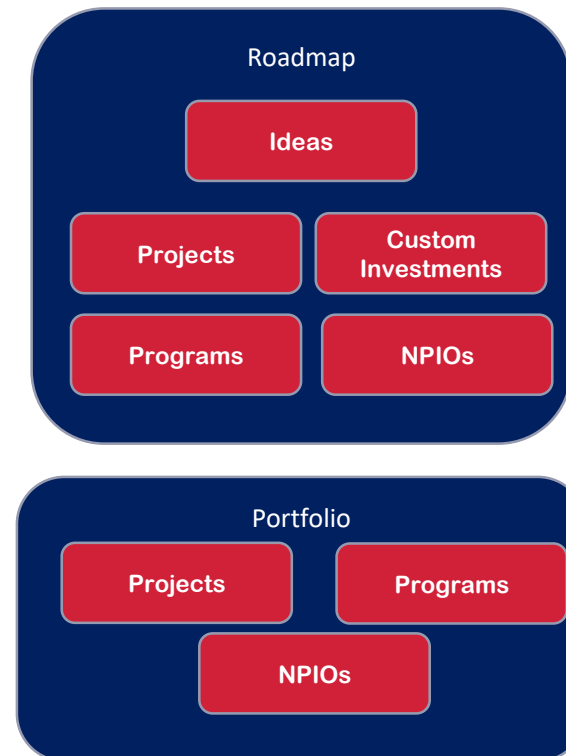 Roadmap
Ideas
Projects
Custom
Investments
Programs
NPIOs
Portfolio
Projects
Programs
NPIOs